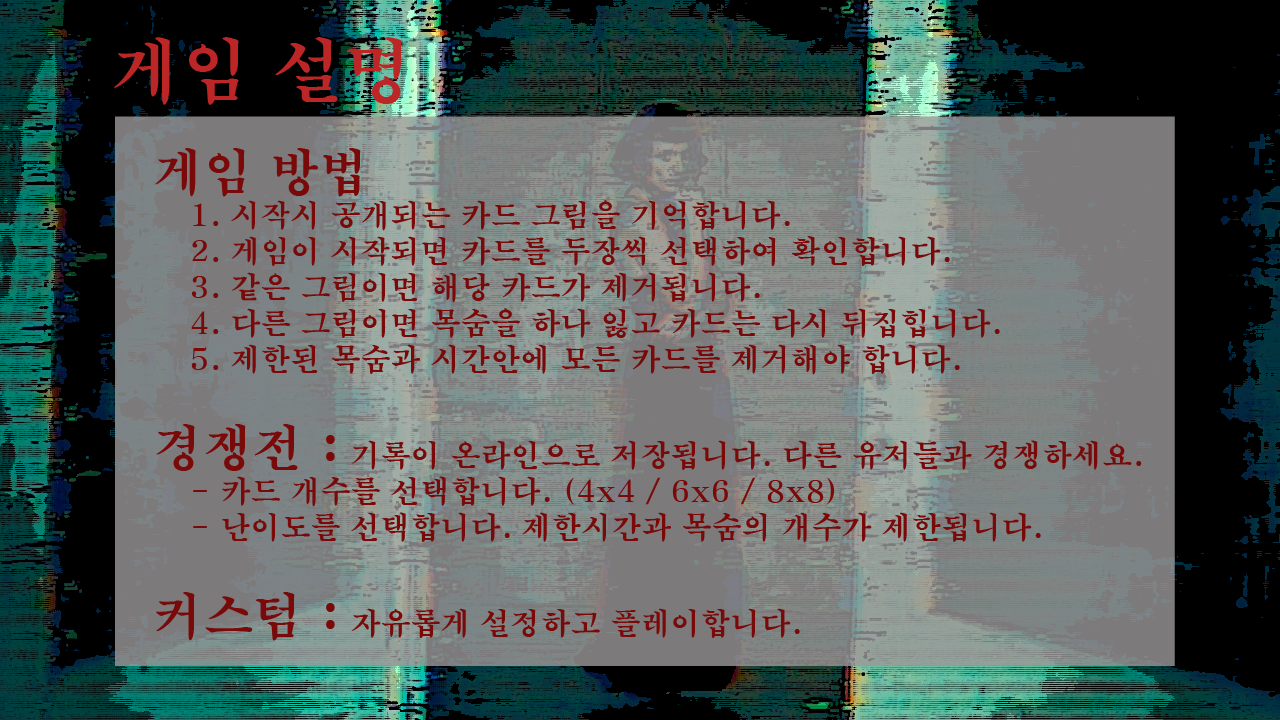 게임 설명
게임 방법
1. 시작시 공개되는 카드 그림을 기억합니다.
2. 게임이 시작되면 카드를 두장씩 선택하여 확인합니다.
3. 같은 그림이면 해당 카드가 제거됩니다.
4. 다른 그림이면 목숨을 하나 잃고 카드는 다시 뒤집힙니다.
5. 제한된 목숨과 시간안에 모든 카드를 제거해야 합니다.
경쟁전 : 기록이 온라인으로 저장됩니다. 다른 유저들과 경쟁하세요.
- 카드 개수를 선택합니다. (4x4 / 6x6 / 8x8)
- 난이도를 선택합니다. 제한시간과 목숨의 개수가 제한됩니다.
커스텀 : 자유롭게 설정하고 플레이합니다.